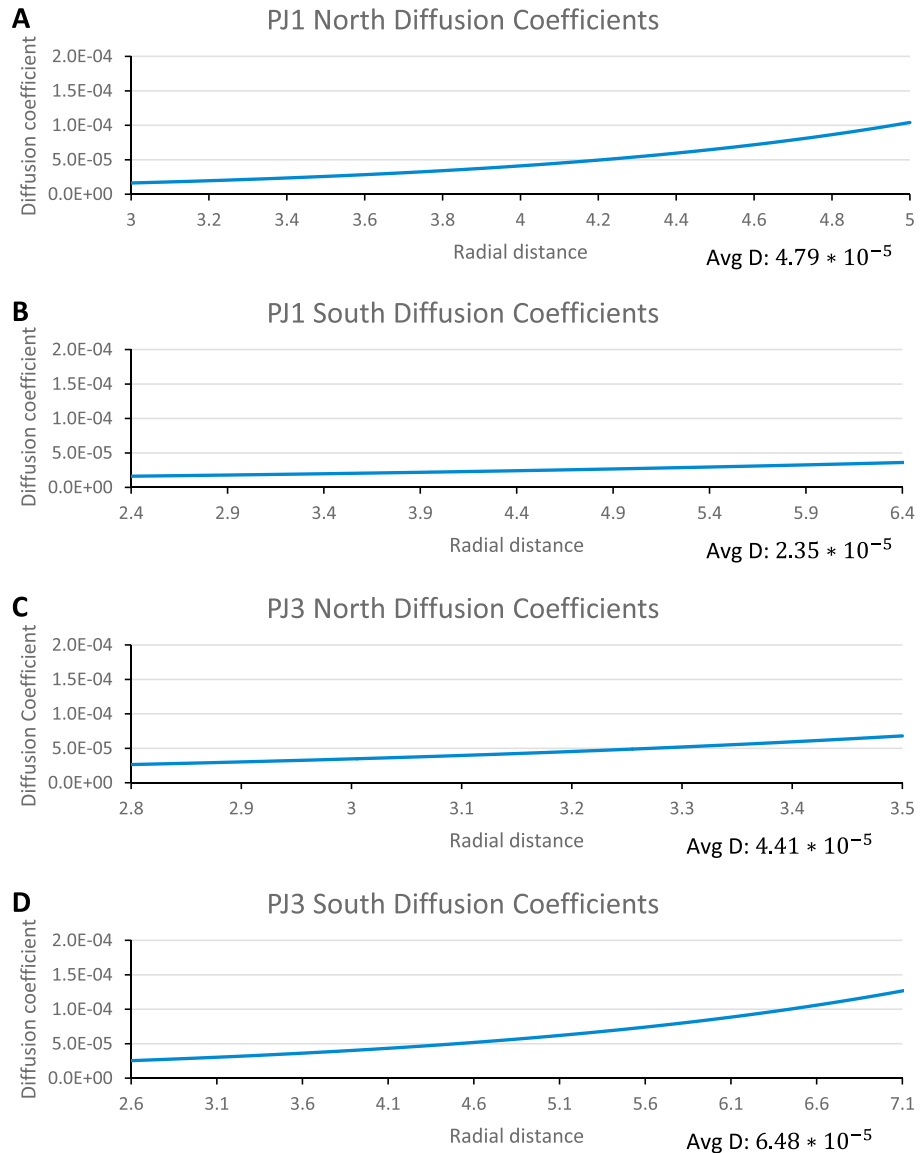 A
PJ1 North Diffusion Coefficients
Diffusion coefficient
2.0E-04
1.5E-04
1.0E-04
5.0E-05
0.0E+00
3 3.2 3.4 3.6 3.8 4 4.2 4.4 4.6 4.8 5
Radial distance
Avg D: 4.79 * 10⁻⁵
B
PJ1 South Diffusion Coefficients
Diffusion coefficient
2.0E-04
1.5E-04
1.0E-04
5.0E-05
0.0E+00
2.4 2.9 3.4 3.9 4.4 4.9 5.4 5.9 6.4
Radial distance
Avg D: 2.35 * 10⁻⁵
C
PJ3 North Diffusion Coefficients
Diffusion Coefficient
2.0E-04
1.5E-04
1.0E-04
5.0E-05
0.0E+00
2.8 2.9 3 3.1 3.2 3.3 3.4 3.5
Radial distance
Avg D: 4.41 * 10⁻⁵
D
PJ3 South Diffusion Coefficients
Diffusion coefficient
2.0E-04
1.5E-04
1.0E-04
5.0E-05
0.0E+00
2.6 3.1 3.6 4.1 4.6 5.1 5.6 6.1 6.6 7.1
Radial distance
Avg D: 6.48 * 10⁻⁵